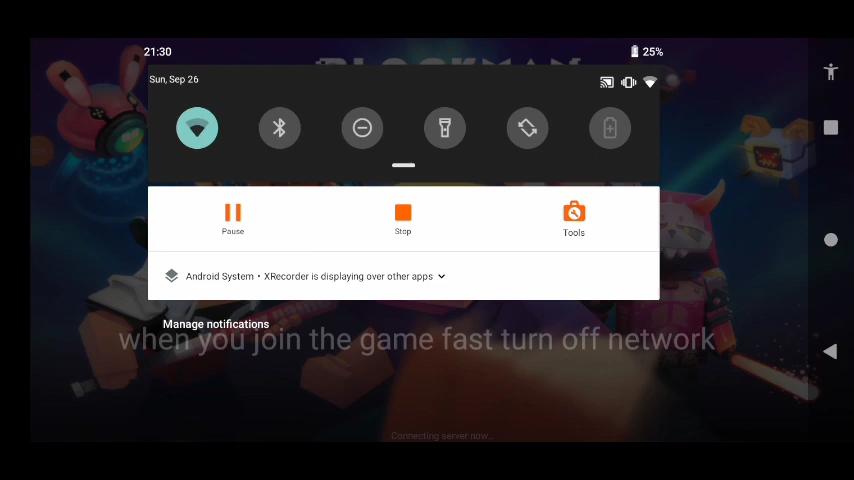 21:30
25%
BLOCKMAN
Sun, Sep 26
Pause
Stop
Tools
Android System • XRecorder is displaying over other apps
Manage notifications
when you join the game fast turn off network
Connecting server now...